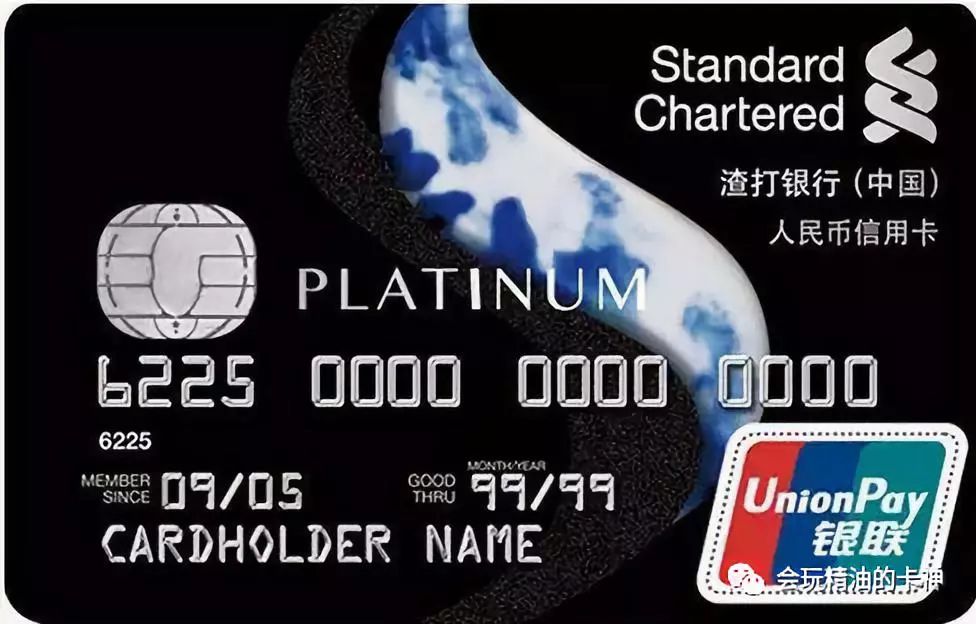 Standard
Chartered
渣打银行（中国）
人民币信用卡
PLATINUM
6225 0000 0000 0000
6225
MEMBER SINCE 09/05
GOOD THRU MONTH/YEAR 99/99
CARDHOLDER NAME
UnionPay
银联
会玩精油的卡神